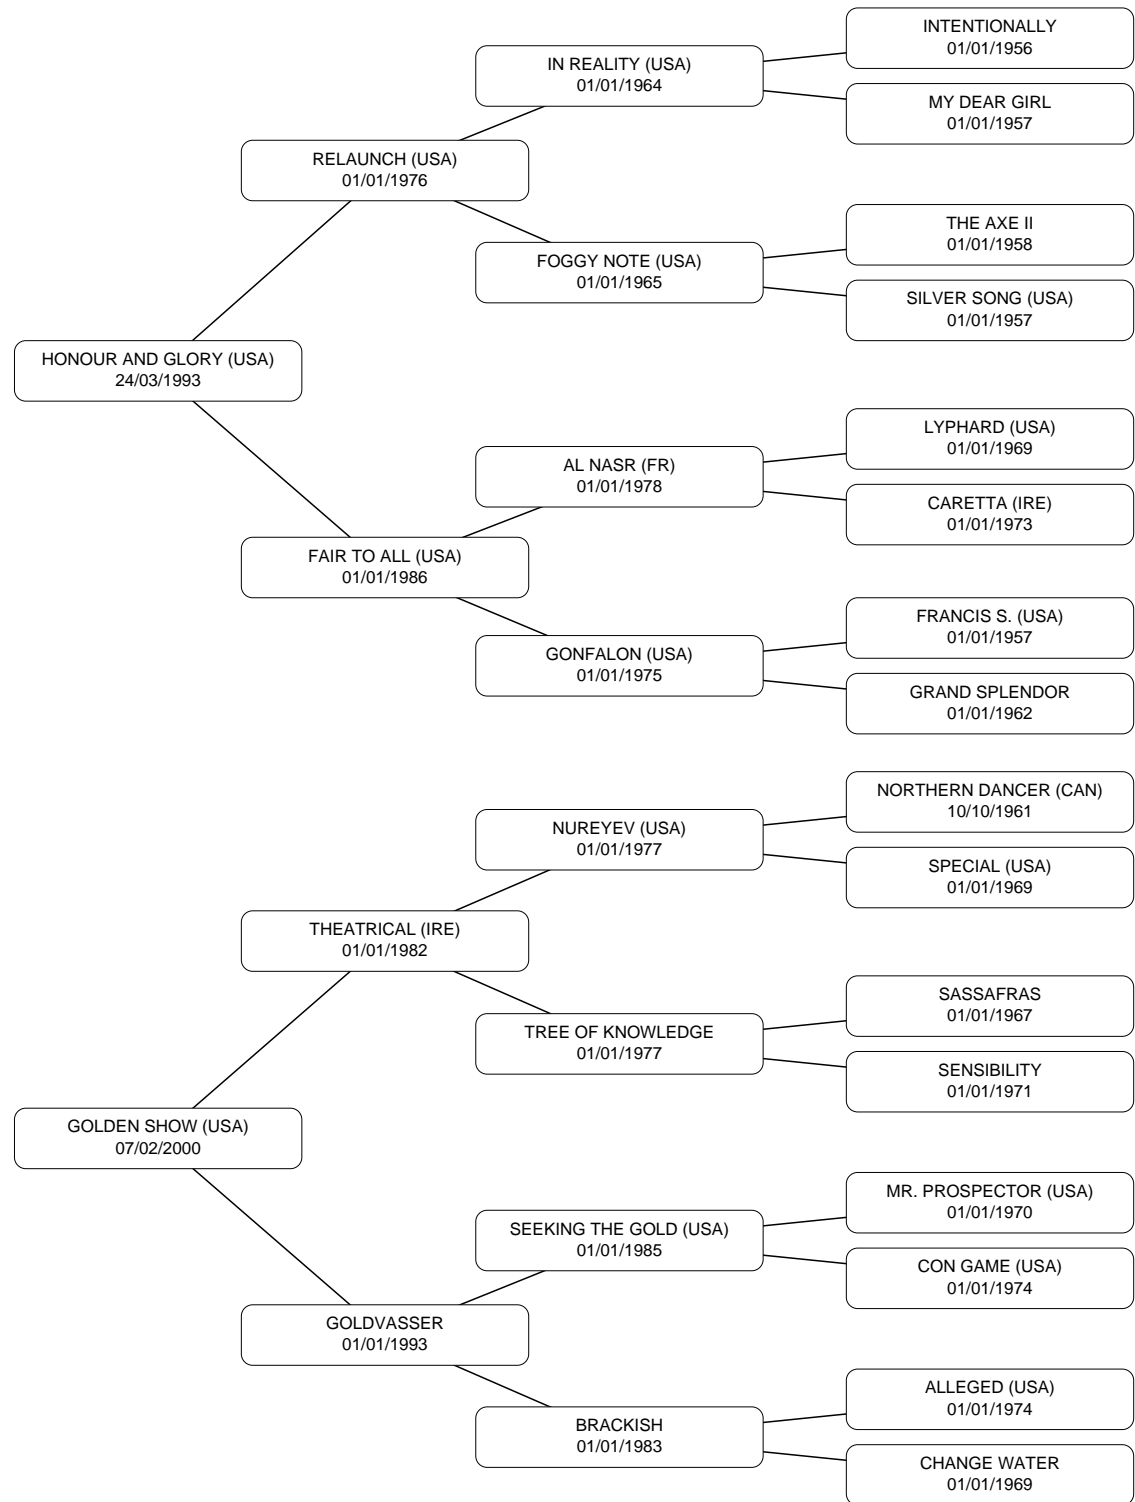 INTENTIONALLY
01/01/1956
IN REALITY (USA)
01/01/1964
MY DEAR GIRL
01/01/1957
RELAUNCH (USA)
01/01/1976
THE AXE II
01/01/1958
FOGGY NOTE (USA)
01/01/1965
SILVER SONG (USA)
01/01/1957
HONOUR AND GLORY (USA)
24/03/1993
LYPHARD (USA)
01/01/1969
AL NASR (FR)
01/01/1978
CARETTA (IRE)
01/01/1973
FAIR TO ALL (USA)
01/01/1986
FRANCIS S. (USA)
01/01/1957
GONFALON (USA)
01/01/1975
GRAND SPLENDOR
01/01/1962
NORTHERN DANCER (CAN)
10/10/1961
NUREYEV (USA)
01/01/1977
SPECIAL (USA)
01/01/1969
THEATRICAL (IRE)
01/01/1982
SASSAFRAS
01/01/1967
TREE OF KNOWLEDGE
01/01/1977
SENSIBILITY
01/01/1971
GOLDEN SHOW (USA)
07/02/2000
MR. PROSPECTOR (USA)
01/01/1970
SEEKING THE GOLD (USA)
01/01/1985
CON GAME (USA)
01/01/1974
GOLDVASSER
01/01/1993
ALLEGED (USA)
01/01/1974
BRACKISH
01/01/1983
CHANGE WATER
01/01/1969